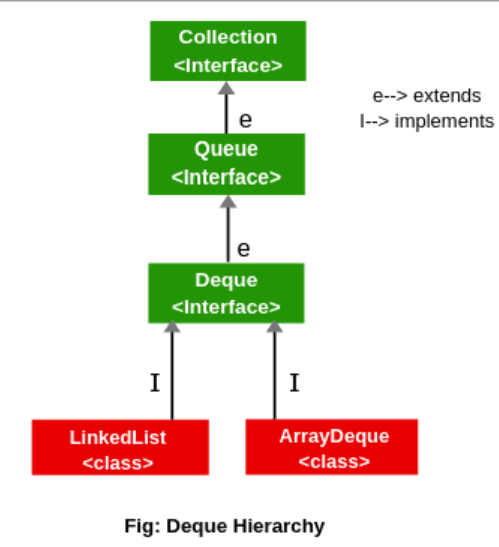 Collection
<Interface>
e--> extends
I--> implements
e
Queue
<Interface>
e
Deque
<Interface>
I
I
LinkedList
<class>
ArrayDeque
<class>
Fig: Deque Hierarchy